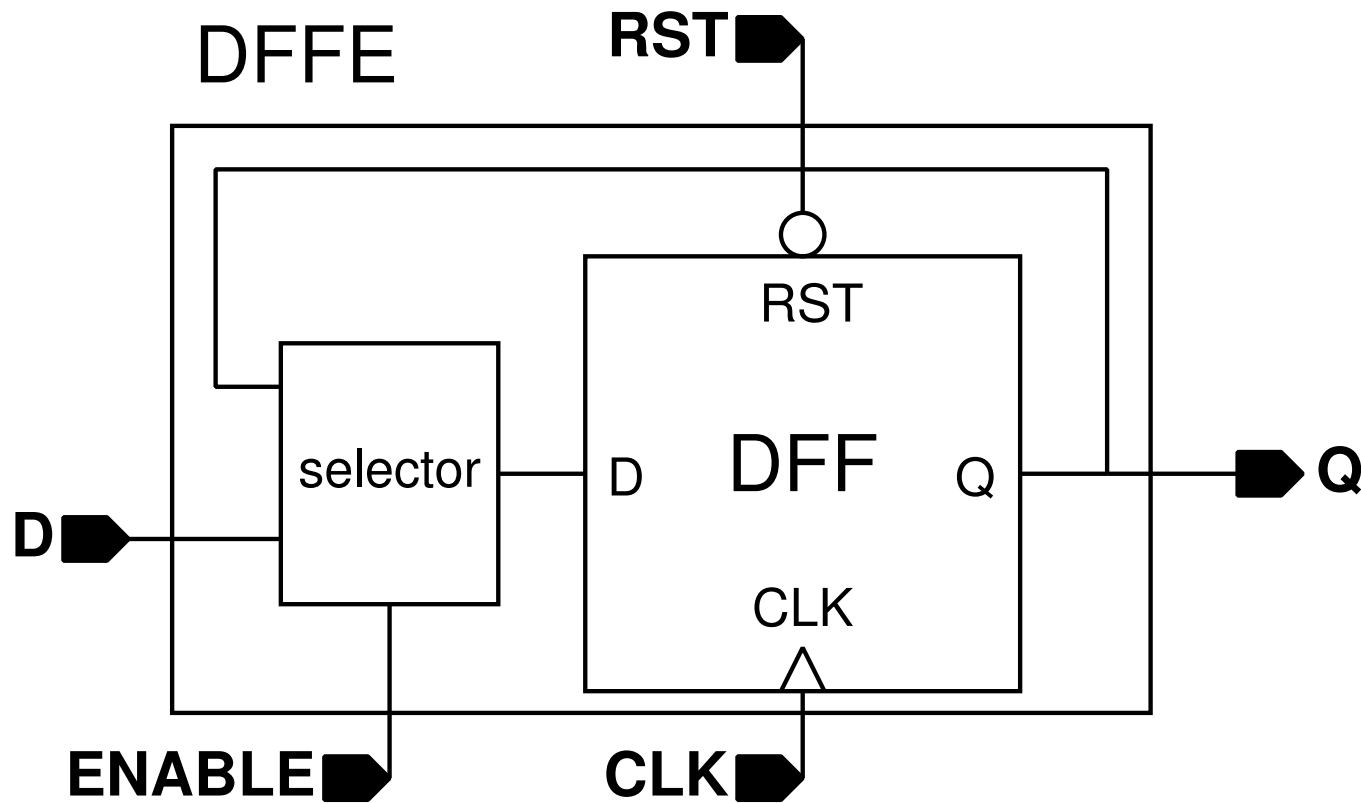 DFFE
RST
RST
selector
D
DFF
Q
Q
D
CLK
ENABLE
CLK